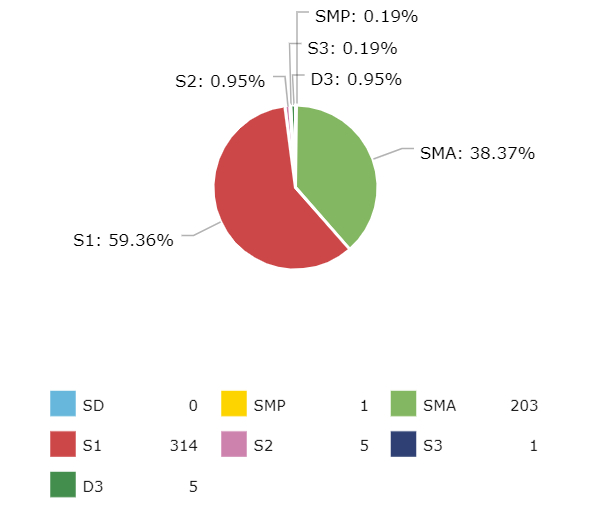 SMP: 0.19%
S3: 0.19%
S2: 0.95%
D3: 0.95%
SMA: 38.37%
S1: 59.36%
SD 0 SMP 1 SMA 203
S1 314 S2 5 S3 1
D3 5